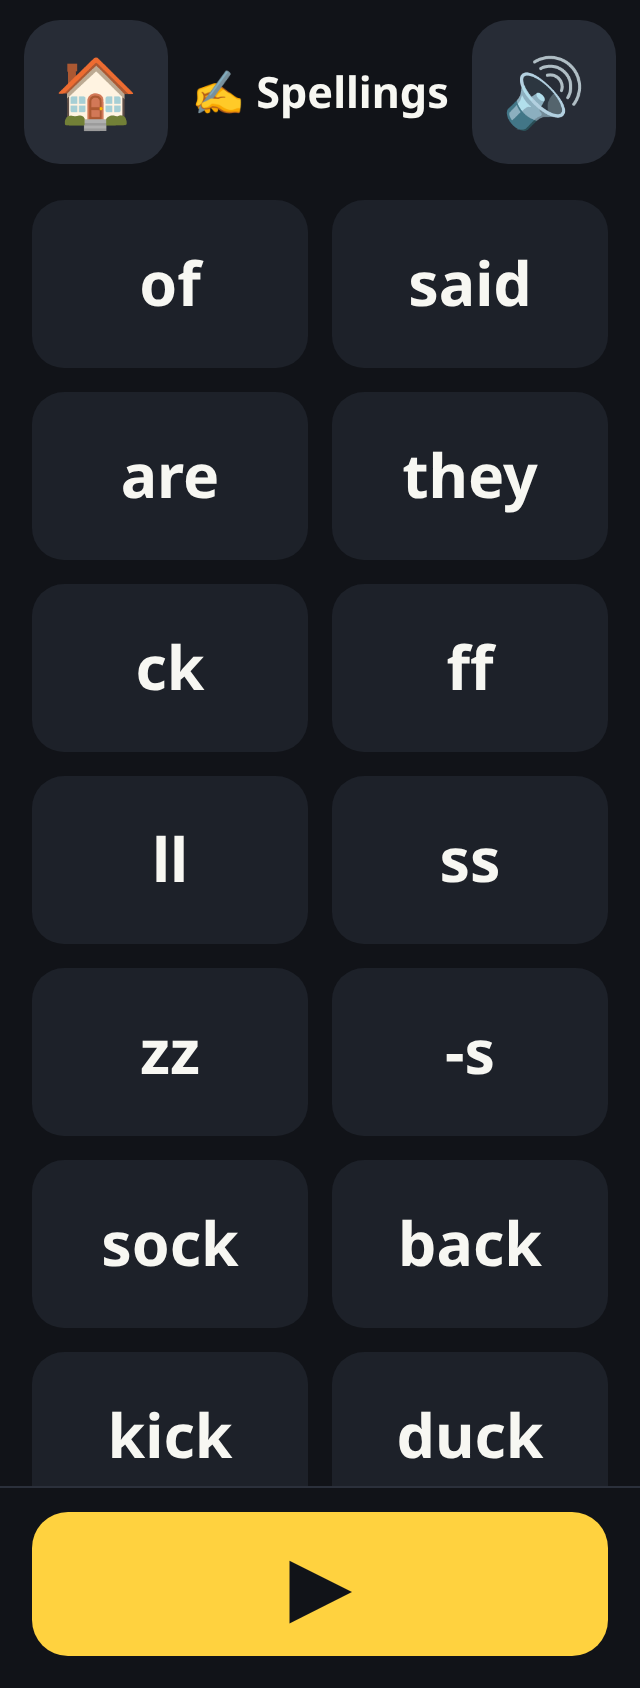 ✍️ Spellings
of said
are they
ck ff
ll ss
zz -s
sock back
kick duck